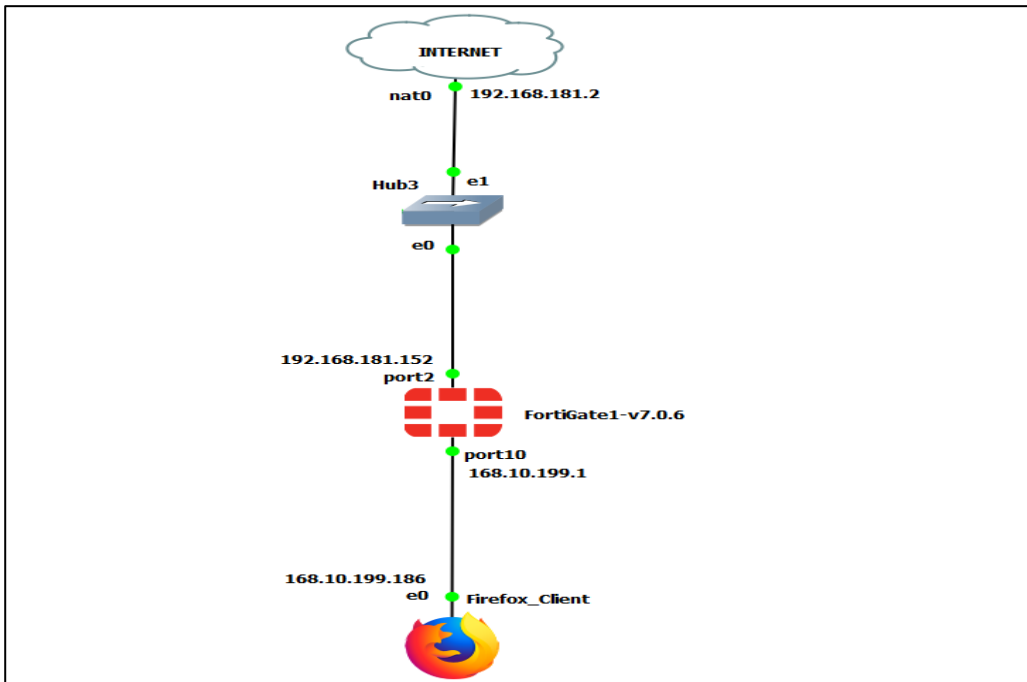 INTERNET
nat0
192.168.181.2
Hub3
e1
e0
192.168.181.152
port2
FortiGate1-v7.0.6
port10
168.10.199.1
168.10.199.186
e0
Firefox_Client